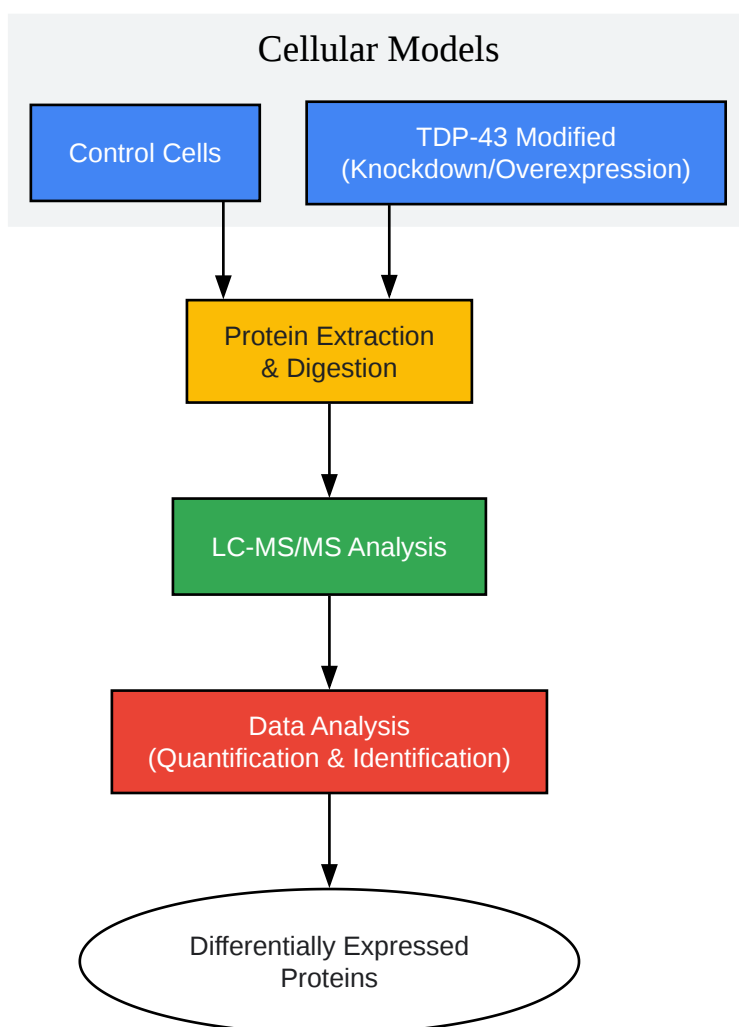 Cellular Models
Control Cells
TDP-43 Modified
(Knockdown/Overexpression)
Protein Extraction
& Digestion
LC-MS/MS Analysis
Data Analysis
(Quantification & Identification)
Differentially Expressed
Proteins